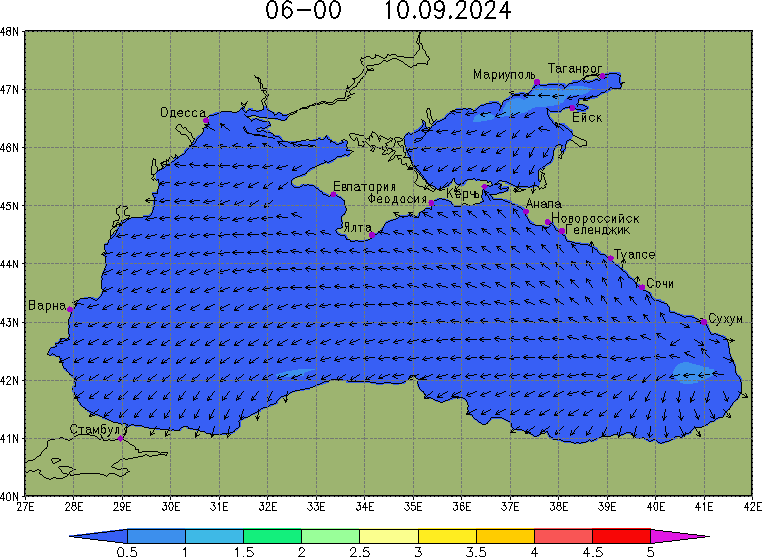 06-00 10.09.2024
48N
Таганрог
Мариуполь
47N
Одесса
Ейск
46N
Евпатория
Керчь
Феодосия
Анапа
45N
Новороссийск
Ялта
Геленджик
Туапсе
44N
Сочи
Варна
Сухум
43N
42N
Стамбул
41N
40N
27E 28E 29E 30E 31E 32E 33E 34E 35E 36E 37E 38E 39E 40E 41E 42E
0.5 1 1.5 2 2.5 3 3.5 4 4.5 5